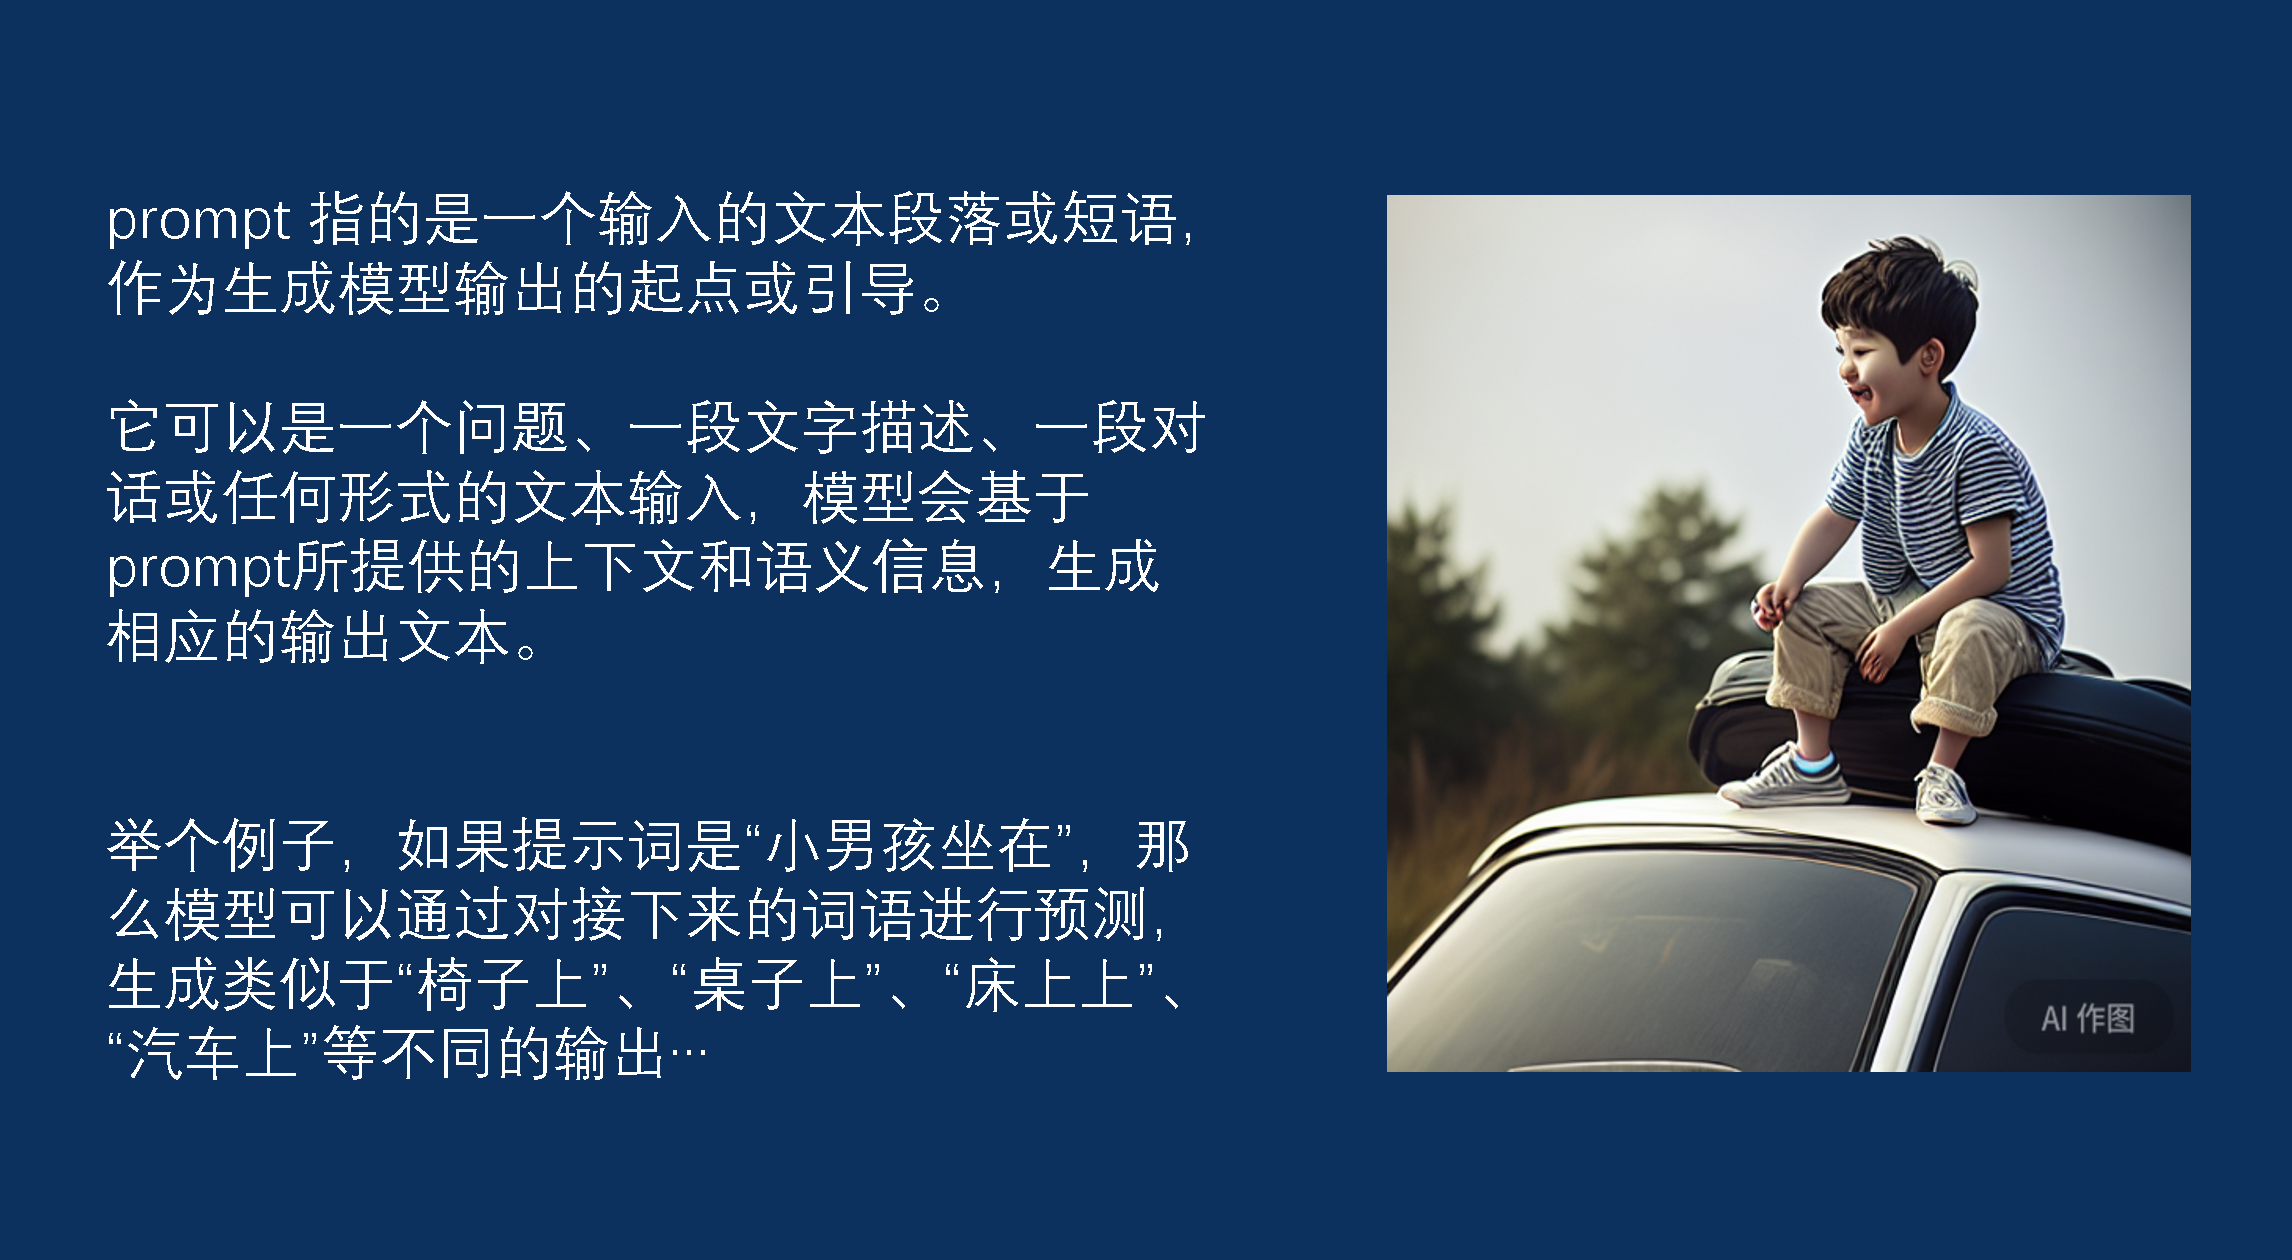 prompt 指的是一个输入的文本段落或短语,
作为生成模型输出的起点或引导。
它可以是一个问题、一段文字描述、一段对
话或任何形式的文本输入，模型会基于
prompt所提供的上下文和语义信息，生成
相应的输出文本。
举个例子，如果提示词是“小男孩坐在”，那
么模型可以通过对接下来的词语进行预测,
生成类似于“椅子上”、“桌子上”、“床上上”、
“汽车上”等不同的输出…
AI 作图